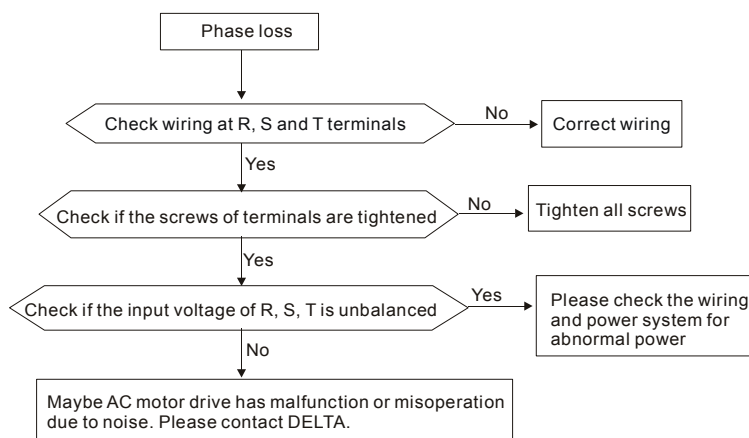 Phase loss
Check wiring at R, S and T terminals
No
Correct wiring
Yes
Check if the screws of terminals are tightened
No
Tighten all screws
Yes
Check if the input voltage of R, S, T is unbalanced
Yes
Please check the wiring
and power system for
abnormal power
No
Maybe AC motor drive has malfunction or misoperation
due to noise. Please contact DELTA.